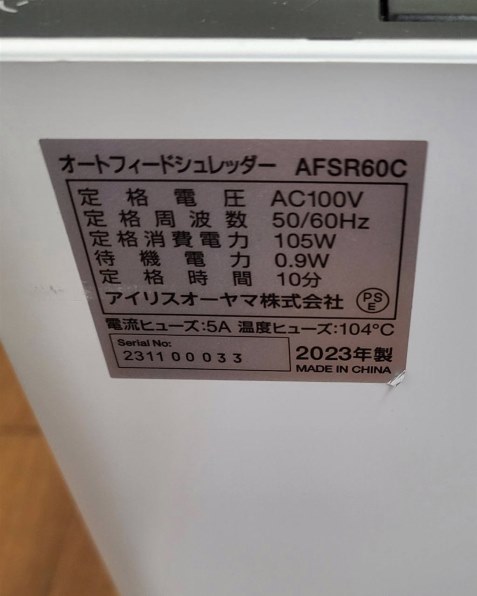 オートフィードシュレッダー AFSR60C
定格電圧 AC100V
定格周波数 50/60Hz
定格消費電力 105W
待機電力 0.9W
定格時間 10分
アイリスオーヤマ株式会社 PSE
電流ヒューズ:5A 温度ヒューズ:104°C
Serial No:
231100033
2023年製
MADE IN CHINA